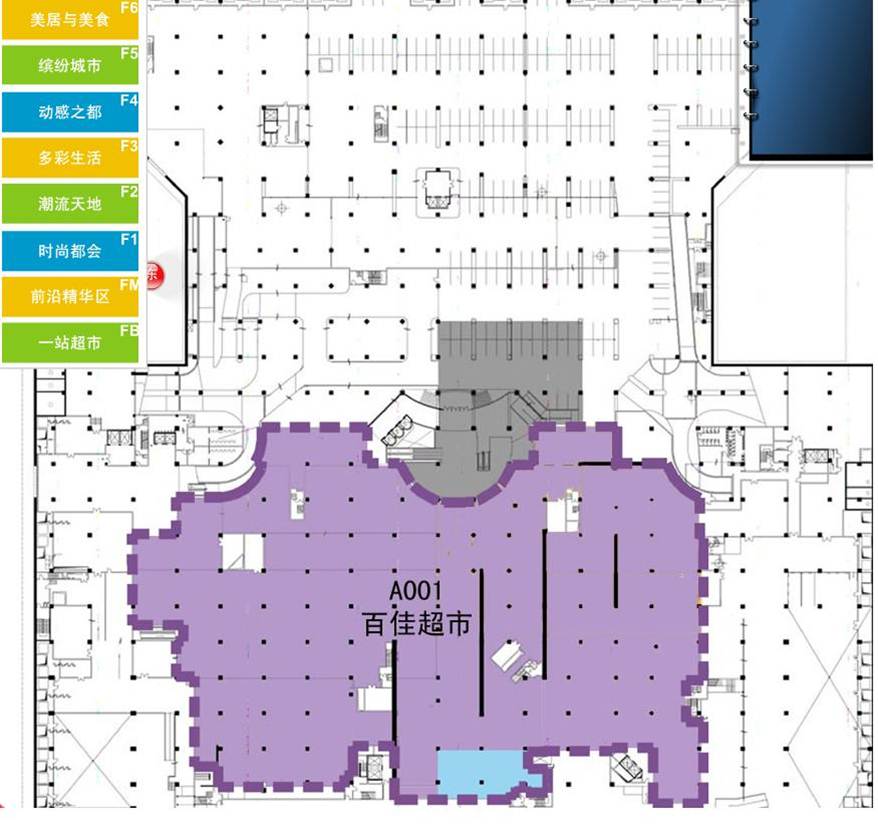 美居与美食 F6
缤纷城市 F5
动感之都 F4
多彩生活 F3
潮流天地 F2
时尚都会 F1
前沿精华区 FM
一站超市 FB
东
A001
百佳超市